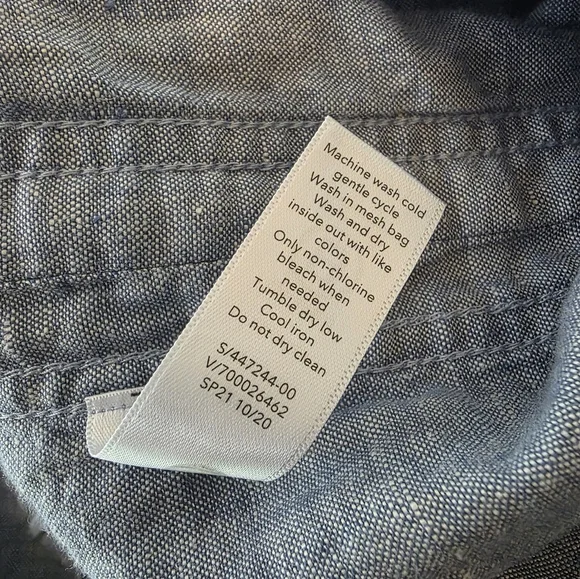 Machine wash cold
gentle cycle
Wash in mesh bag
Wash and dry
inside out with like
colors
Only non-chlorine
bleach when
needed
Tumble dry low
Cool iron
Do not dry clean
S/447244-00
V/700026462
SP21 10/20